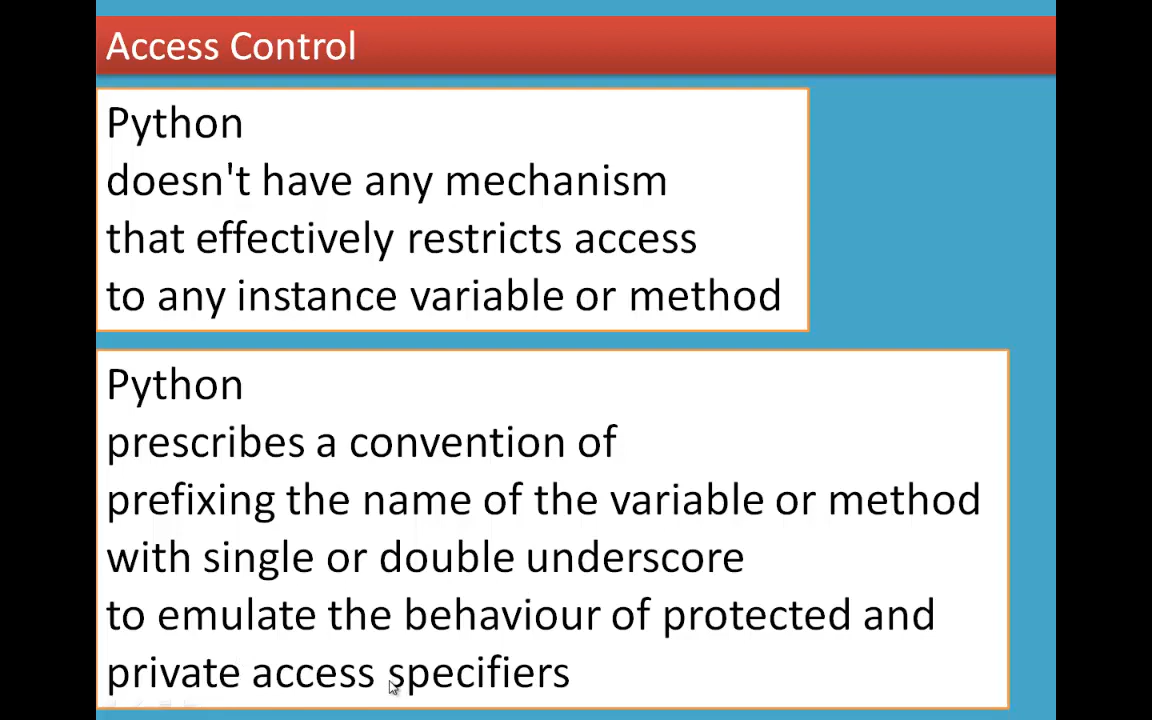 Access Control
Python
doesn't have any mechanism
that effectively restricts access
to any instance variable or method
Python
prescribes a convention of
prefixing the name of the variable or method
with single or double underscore
to emulate the behaviour of protected and
private access specifiers